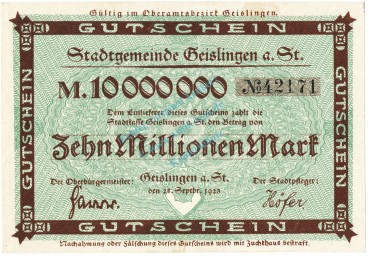 Gültig im Oberamtsbezirk Geislingen.
GUTSCHEIN
GUTSCHEIN
GUTSCHEIN
Stadtgemeinde Geislingen a. St.
M. 10000000 №42171
Dem Einlieferer dieses Gutscheins zahlt die
Stadtkasse Geislingen a. St. den Betrag von
Zehn Millionen Mark
Der Oberbürgermeister: Geislingen a. St. Der Stadtpfleger:
den 28. Septbr. 1923
Höfer
GUTSCHEIN
Nachahmung oder Fälschung dieses Gutscheins wird mit Zuchthaus bestraft.